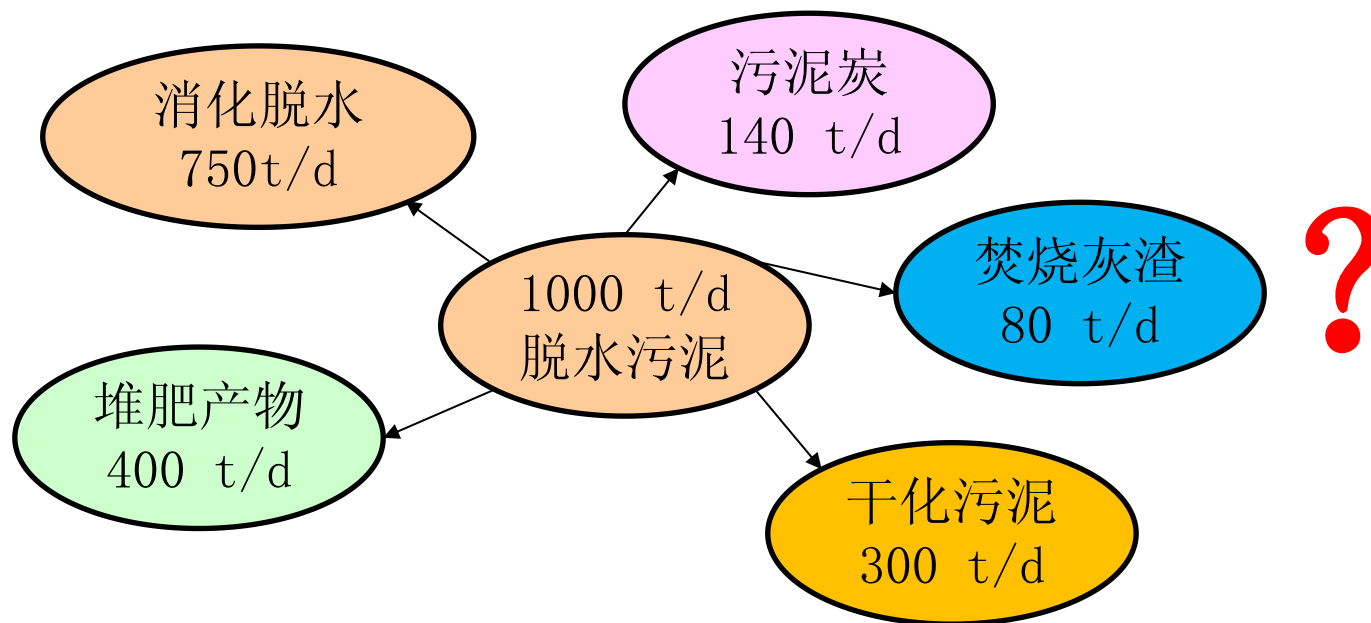 消化脱水
750t/d
污泥炭
140 t/d
焚烧灰渣
80 t/d
?
1000 t/d
脱水污泥
堆肥产物
400 t/d
干化污泥
300 t/d